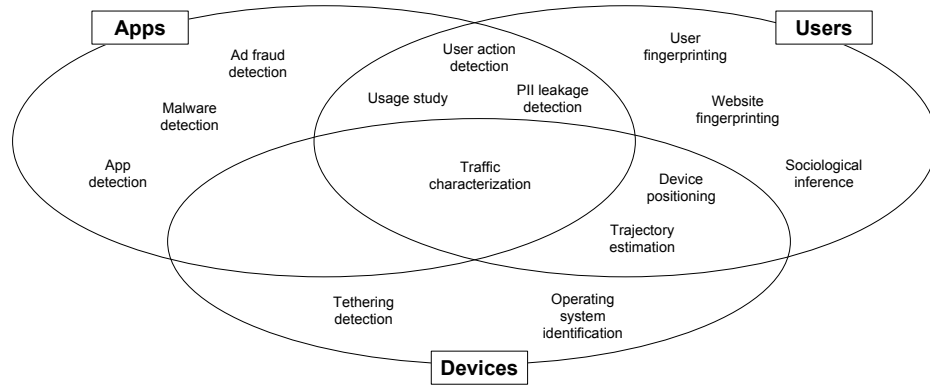 Apps
Users
Ad fraud
detection
User action
detection
User
fingerprinting
Usage study
PII leakage
detection
Malware
detection
Website
fingerprinting
App
detection
Traffic
characterization
Device
positioning
Sociological
inference
Trajectory
estimation
Tethering
detection
Operating
system
identification
Devices